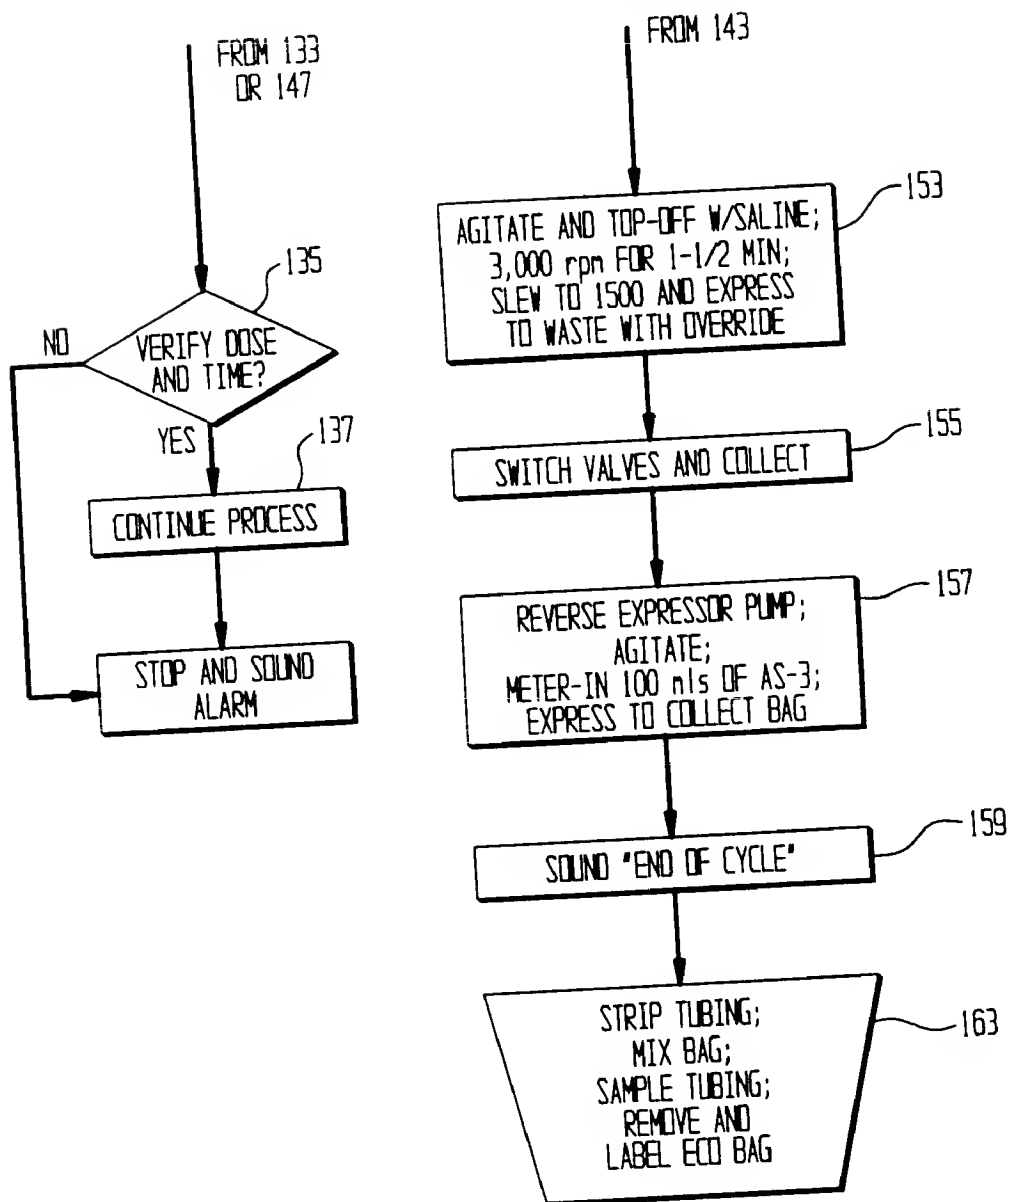 FROM 133
OR 147
135
NO
VERIFY DOSE
AND TIME?
YES
137
CONTINUE PROCESS
STOP AND SOUND
ALARM
FROM 143
153
AGITATE AND TOP-OFF W/SALINE;
3,000 rpm FOR 1-1/2 MIN;
SLEW TO 1500 AND EXPRESS
TO WASTE WITH OVERRIDE
155
SWITCH VALVES AND COLLECT
157
REVERSE EXPRESSOR PUMP;
AGITATE;
METER-IN 100 mls OF AS-3;
EXPRESS TO COLLECT BAG
159
SOUND "END OF CYCLE"
163
STRIP TUBING;
MIX BAG;
SAMPLE TUBING;
REMOVE AND
LABEL ECO BAG